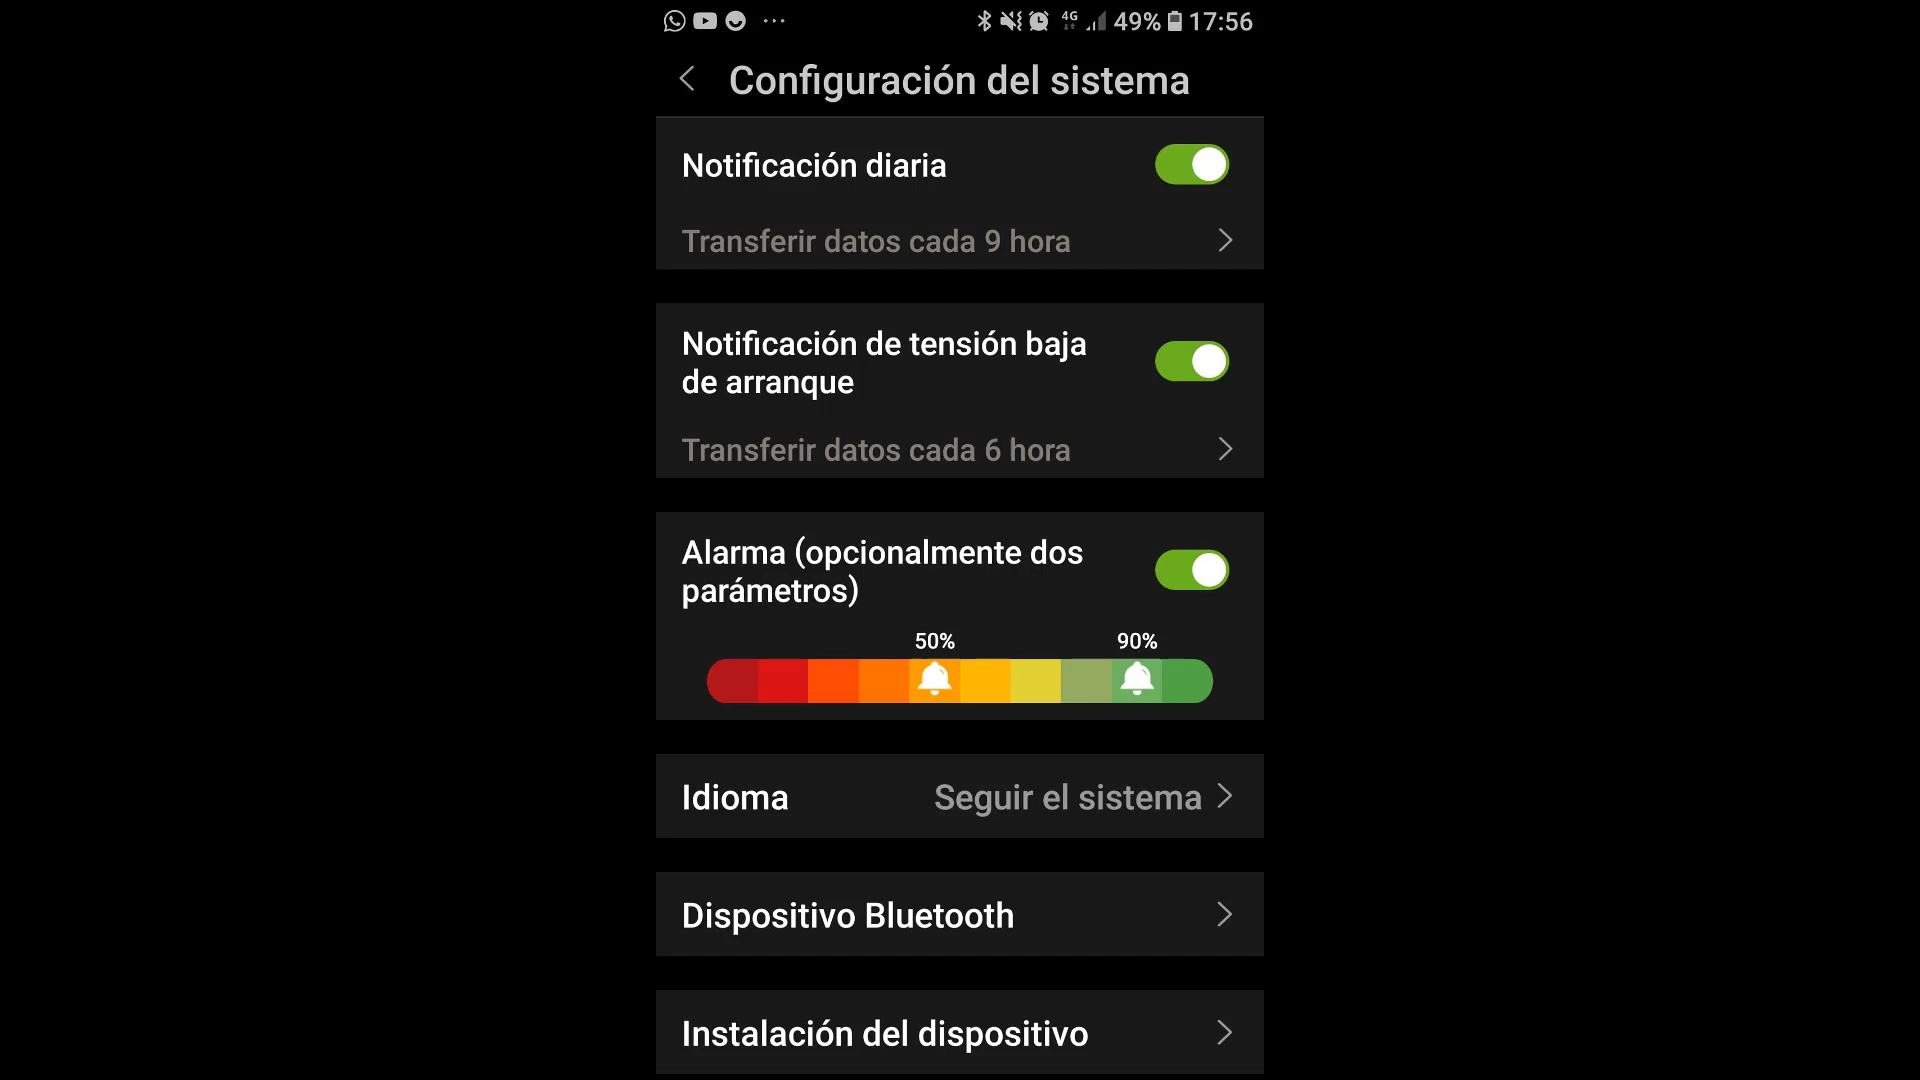 4G 49% 17:56
Configuración del sistema
Notificación diaria
Transferir datos cada 9 hora
Notificación de tensión baja
de arranque
Transferir datos cada 6 hora
Alarma (opcionalmente dos
parámetros)
50% 90%
Idioma Seguir el sistema
Dispositivo Bluetooth
Instalación del dispositivo